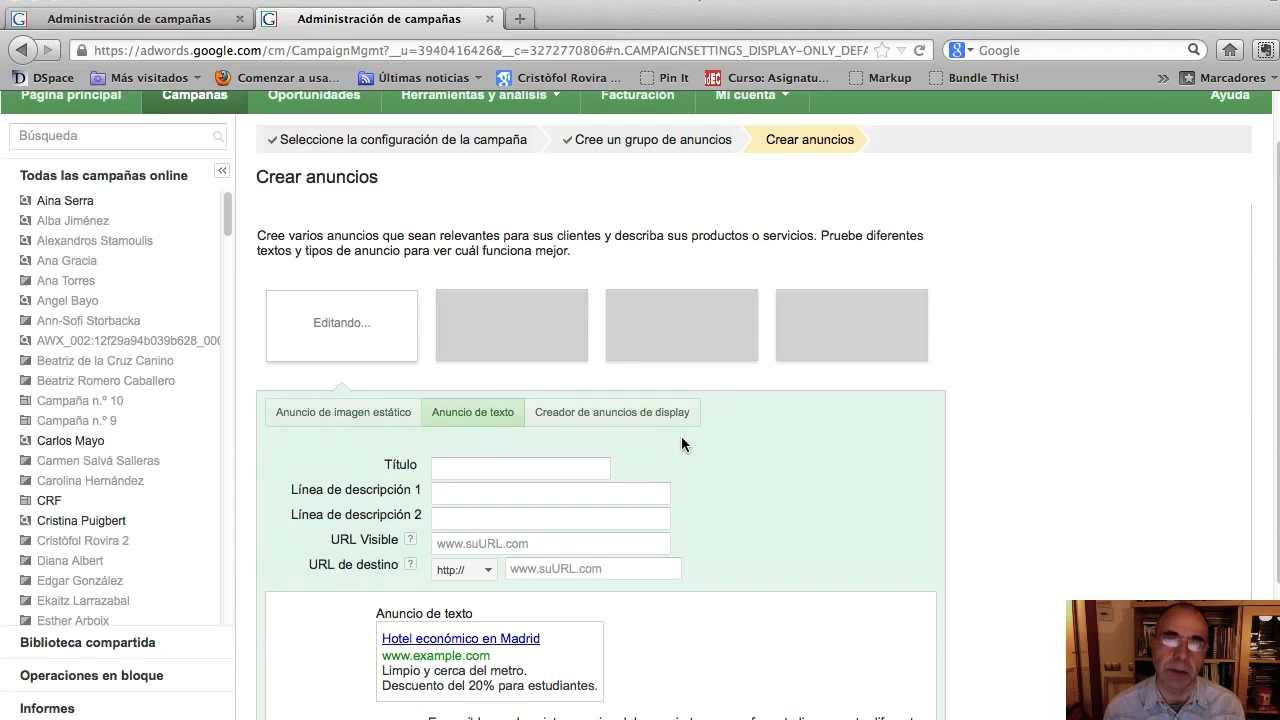 Administración de campañas
Administración de campañas
https://adwords.google.com/cm/CampaignMgmt?__u=3940416426&__c=3272770806#n.CAMPAIGNSETTINGS_DISPLAY-ONLY_DEFA
Google
DSpace
Más visitados
Comenzar a usa...
Últimas noticias
Cristòfol Rovira ...
Pin It
Curso: Asignatu...
Markup
Bundle This!
Marcadores
Página principal
Campañas
Oportunidades
Herramientas y análisis
Facturación
Mi cuenta
Ayuda
Búsqueda
Todas las campañas online
Aina Serra
Alba Jiménez
Alexandros Stamoulis
Ana Gracia
Ana Torres
Angel Bayo
Ann-Sofi Storbacka
AWX_002:12f29a94b039b628_000
Beatriz de la Cruz Canino
Beatriz Romero Caballero
Campaña n.º 10
Campaña n.º 9
Carlos Mayo
Carmen Salvá Salleras
Carolina Hernández
CRF
Cristina Puigbert
Cristòfol Rovira 2
Diana Albert
Edgar González
Ekaitz Larrazabal
Esther Arboix
Biblioteca compartida
Operaciones en bloque
Informes
Seleccione la configuración de la campaña
Cree un grupo de anuncios
Crear anuncios
Crear anuncios
Cree varios anuncios que sean relevantes para sus clientes y describa sus productos o servicios. Pruebe diferentes
textos y tipos de anuncio para ver cuál funciona mejor.
Editando...
Anuncio de imagen estático
Anuncio de texto
Creador de anuncios de display
Título
Línea de descripción 1
Línea de descripción 2
URL Visible ?
www.suURL.com
URL de destino ?
http://
www.suURL.com
Anuncio de texto
Hotel económico en Madrid
www.example.com
Limpio y cerca del metro.
Descuento del 20% para estudiantes.